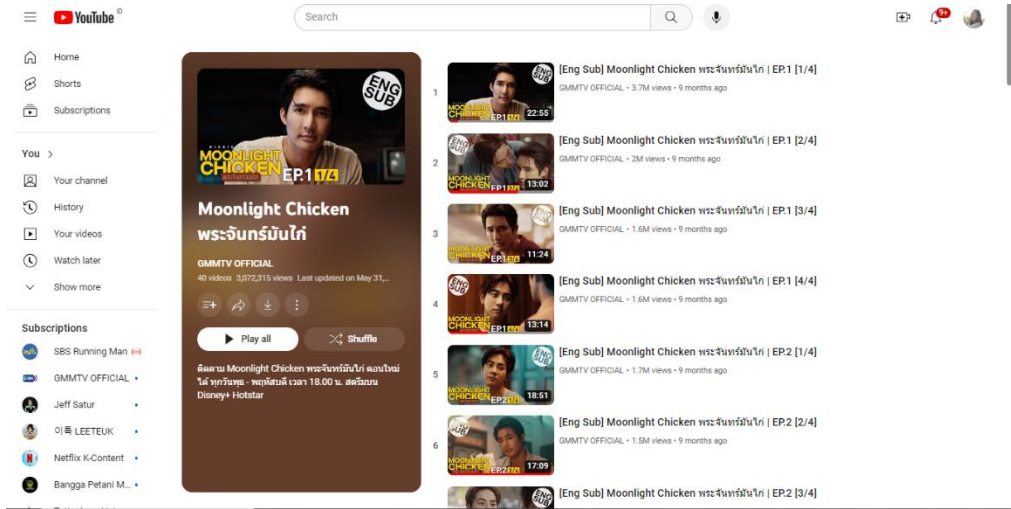 YouTube ID
Search
9+
Home
Shorts
Subscriptions
You
Your channel
History
Your videos
Watch later
Show more
Subscriptions
SBS Running Man
GMMTV OFFICIAL
Jeff Satur
이특 LEETEUK
Netflix K-Content
Bangga Petani M...
ENG SUB
MOONLIGHT CHICKEN
EP.1 1/4
Moonlight Chicken
พระจันทร์มันไก่
GMMTV OFFICIAL
40 videos 3,072,315 views Last updated on May 31,...
Play all
Shuffle
ติดตาม Moonlight Chicken พระจันทร์มันไก่ ตอนใหม่
ได้ ทุกวันพุธ - พฤหัสบดี เวลา 18.00 น. สตรีมบน
Disney+ Hotstar
1
MOONLIGHT CHICKEN
22:55
[Eng Sub] Moonlight Chicken พระจันทร์มันไก่ | EP.1 [1/4]
GMMTV OFFICIAL • 3.7M views • 9 months ago
2
MOONLIGHT CHICKEN
13:02
[Eng Sub] Moonlight Chicken พระจันทร์มันไก่ | EP.1 [2/4]
GMMTV OFFICIAL • 2M views • 9 months ago
3
MOONLIGHT CHICKEN
11:24
[Eng Sub] Moonlight Chicken พระจันทร์มันไก่ | EP.1 [3/4]
GMMTV OFFICIAL • 1.6M views • 9 months ago
4
MOONLIGHT CHICKEN
13:14
[Eng Sub] Moonlight Chicken พระจันทร์มันไก่ | EP.1 [4/4]
GMMTV OFFICIAL • 1.6M views • 9 months ago
5
MOONLIGHT CHICKEN
18:51
[Eng Sub] Moonlight Chicken พระจันทร์มันไก่ | EP.2 [1/4]
GMMTV OFFICIAL • 1.7M views • 9 months ago
6
MOONLIGHT CHICKEN
17:09
[Eng Sub] Moonlight Chicken พระจันทร์มันไก่ | EP.2 [2/4]
GMMTV OFFICIAL • 1.5M views • 9 months ago
[Eng Sub] Moonlight Chicken พระจันทร์มันไก่ | EP.2 [3/4]